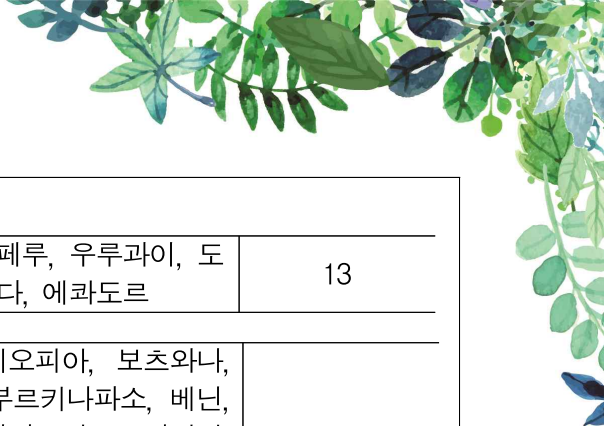 페루, 우루과이, 도
다, 에콰도르
13
오피아, 보츠와나,
부르키나파소, 베닌,